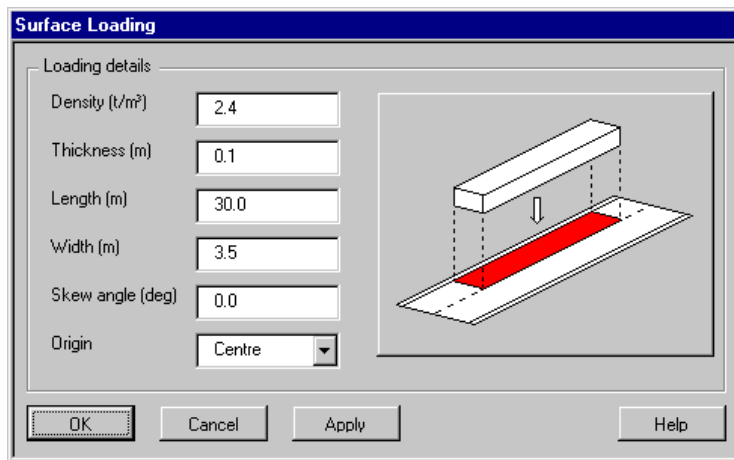 Surface Loading
Loading details
Density (t/m³) 2.4
Thickness (m) 0.1
Length (m) 30.0
Width (m) 3.5
Skew angle (deg) 0.0
Origin Centre
OK Cancel Apply Help